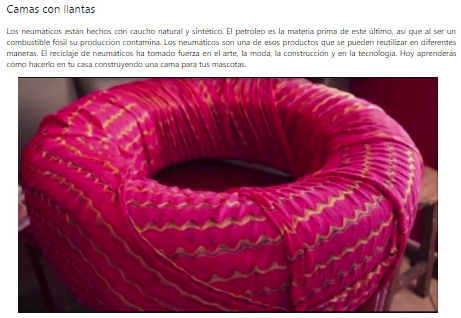 Camas con llantas
Los neumáticos están hechos con caucho natural y sintético. El petróleo es la materia prima de este último, así que al ser un
combustible fósil su producción contamina. Los neumáticos son una de esos productos que se pueden reutilizar en diferentes
maneras. El reciclaje de neumáticos ha tomado fuerza en el arte, la moda, la construcción y en la tecnología. Hoy aprenderás
cómo hacerlo en tu casa construyendo una cama para tus mascotas.